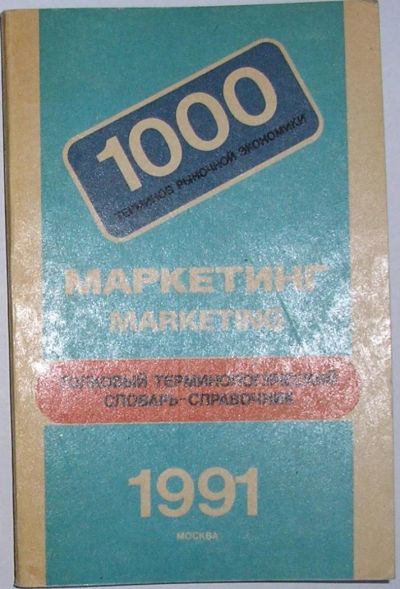 1000
ТЕРМИНОВ РЫНОЧНОЙ ЭКОНОМИКИ
МАРКЕТИНГ
MARKETING
ТОЛКОВЫЙ ТЕРМИНОЛОГИЧЕСКИЙ
СЛОВАРЬ-СПРАВОЧНИК
1991
МОСКВА